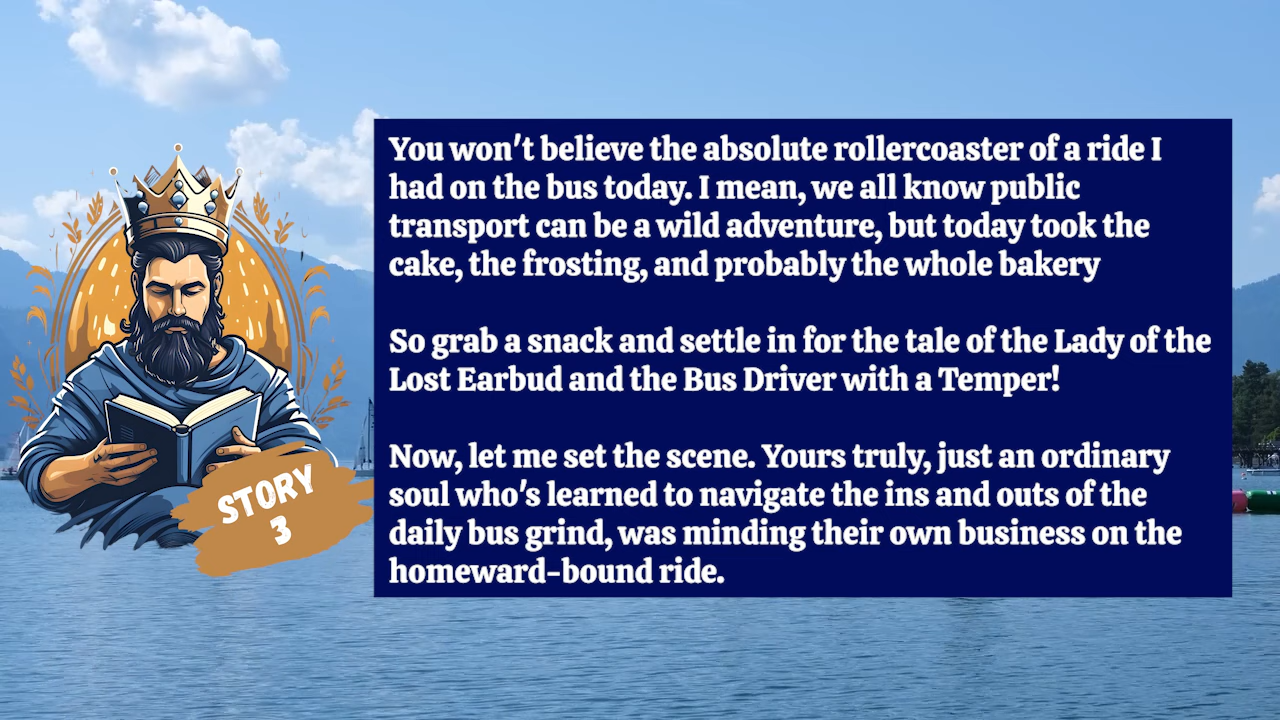 You won't believe the absolute rollercoaster of a ride I
had on the bus today. I mean, we all know public
transport can be a wild adventure, but today took the
cake, the frosting, and probably the whole bakery
So grab a snack and settle in for the tale of the Lady of the
Lost Earbud and the Bus Driver with a Temper!
Now, let me set the scene. Yours truly, just an ordinary
soul who's learned to navigate the ins and outs of the
daily bus grind, was minding their own business on the
homeward-bound ride.
STORY
3